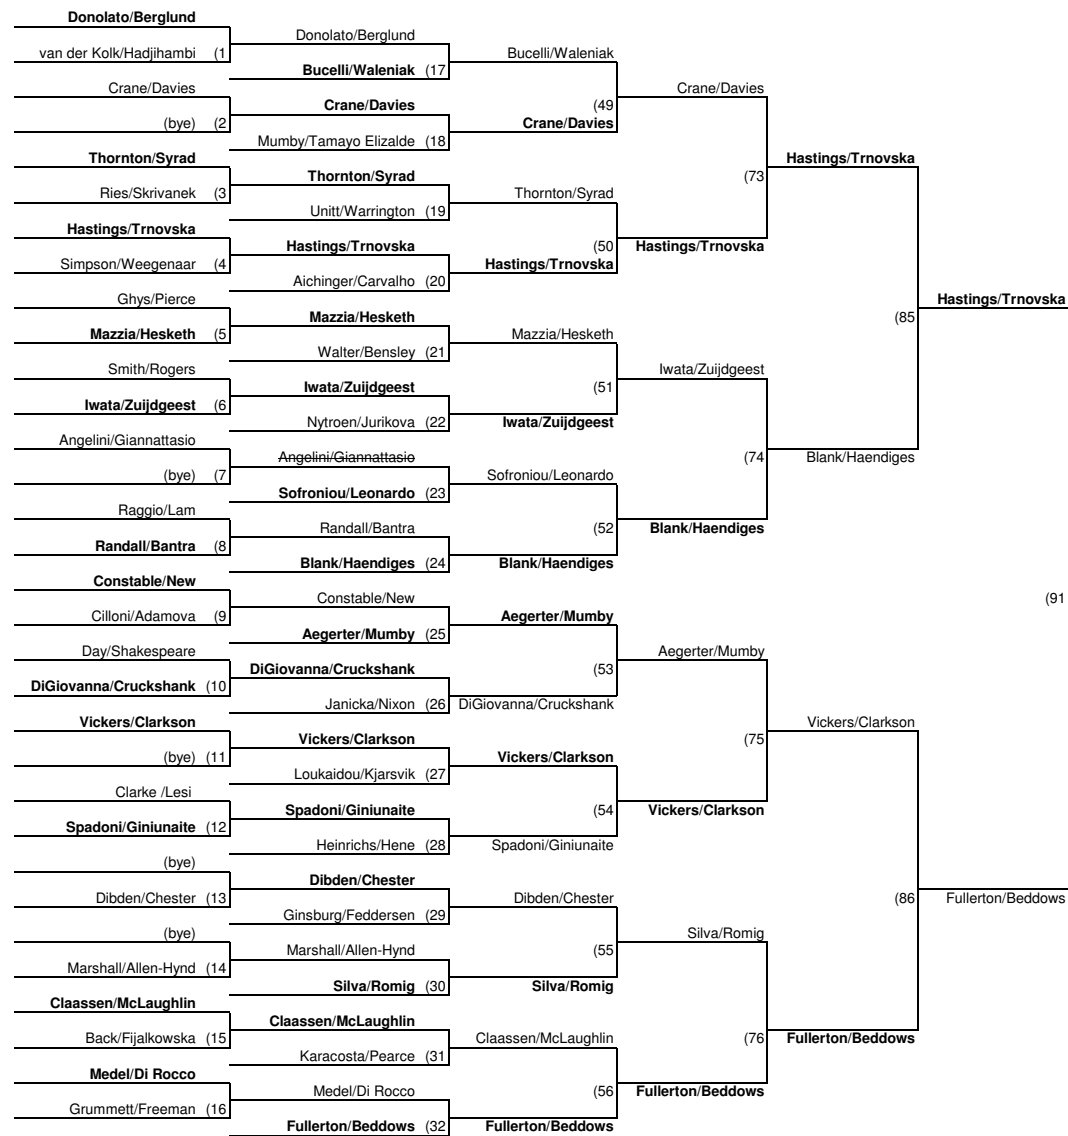 Donolato/Berglund
Donolato/Berglund
van der Kolk/Hadjihambi (1
Bucelli/Waleniak
Bucelli/Waleniak (17
Crane/Davies
Crane/Davies
Crane/Davies
(49
(bye) (2
Crane/Davies
Mumby/Tamayo Elizalde (18
Thornton/Syrad
Hastings/Trnovska
Thornton/Syrad
(73
Ries/Skrivanek (3
Thornton/Syrad
Unitt/Warrington (19
Hastings/Trnovska
Hastings/Trnovska
(50
Hastings/Trnovska
Simpson/Weegenaar (4
Hastings/Trnovska
Aichinger/Carvalho (20
Ghys/Pierce
Hastings/Trnovska
Mazzia/Hesketh
(85
Mazzia/Hesketh (5
Mazzia/Hesketh
Walter/Bensley (21
Smith/Rogers
Iwata/Zuijdgeest
Iwata/Zuijdgeest
(51
Iwata/Zuijdgeest (6
Nytroen/Jurikova (22
Iwata/Zuijdgeest
Angelini/Giannattasio
Angelini/Giannattasio
(74
Blank/Haendiges
(bye) (7
Sofroniou/Leonardo
Sofroniou/Leonardo (23
Raggio/Lam
Randall/Bantra
(52
Blank/Haendiges
Randall/Bantra (8
Blank/Haendiges (24
Blank/Haendiges
Constable/New
Constable/New
(91
Cilloni/Adamova (9
Aegerter/Mumby
Aegerter/Mumby (25
Day/Shakespeare
Aegerter/Mumby
DiGiovanna/Cruckshank
(53
DiGiovanna/Cruckshank (10
Janicka/Nixon (26
DiGiovanna/Cruckshank
Vickers/Clarkson
Vickers/Clarkson
Vickers/Clarkson
(75
(bye) (11
Vickers/Clarkson
Loukaidou/Kjarsvik (27
Clarke /Lesi
Spadoni/Giniunaite
(54
Vickers/Clarkson
Spadoni/Giniunaite (12
Heinrichs/Hene (28
Spadoni/Giniunaite
(bye)
Dibden/Chester
Dibden/Chester (13
Dibden/Chester
(86
Fullerton/Beddows
Ginsburg/Feddersen (29
(bye)
Silva/Romig
Marshall/Allen-Hynd
(55
Marshall/Allen-Hynd (14
Silva/Romig (30
Silva/Romig
Claassen/McLaughlin
Claassen/McLaughlin
Back/Fijalkowska (15
Claassen/McLaughlin
(76
Fullerton/Beddows
Karacosta/Pearce (31
Medel/Di Rocco
Medel/Di Rocco
(56
Fullerton/Beddows
Grummett/Freeman (16
Fullerton/Beddows (32
Fullerton/Beddows